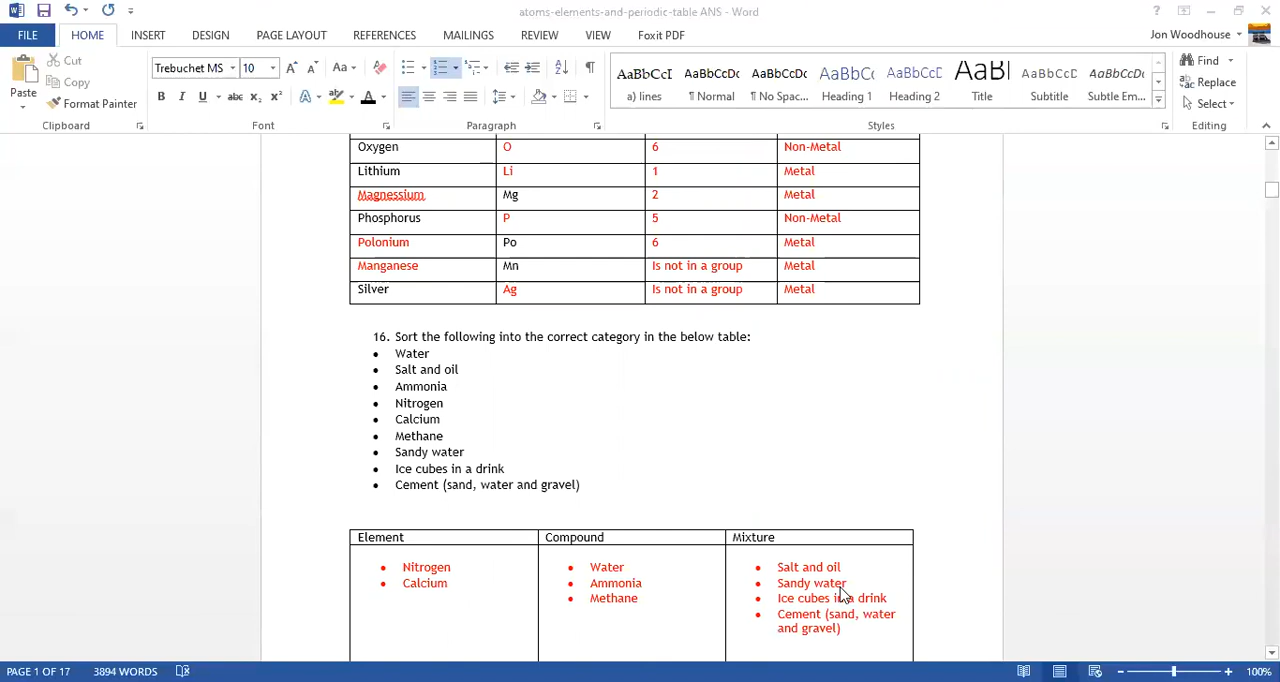 atoms-elements-and-periodic-table ANS - Word
FILE HOME INSERT DESIGN PAGE LAYOUT REFERENCES MAILINGS REVIEW VIEW Foxit PDF Jon Woodhouse
Paste Cut Copy Format Painter Clipboard
Trebuchet MS 10 Font
Paragraph
AaBbCcI AaBbCcDc AaBbCcDc AaBbCcI AaBbCcI AaBl AaBbCcD AaBbCcDc
a) lines ¶ Normal ¶ No Spac... Heading 1 Heading 2 Title Subtitle Subtle Em...
Styles
Find Replace Select Editing
Oxygen O 6 Non-Metal
Lithium Li 1 Metal
Magnessium Mg 2 Metal
Phosphorus P 5 Non-Metal
Polonium Po 6 Metal
Manganese Mn Is not in a group Metal
Silver Ag Is not in a group Metal
16. Sort the following into the correct category in the below table:
• Water
• Salt and oil
• Ammonia
• Nitrogen
• Calcium
• Methane
• Sandy water
• Ice cubes in a drink
• Cement (sand, water and gravel)
Element Compound Mixture
• Nitrogen
• Calcium
• Water
• Ammonia
• Methane
• Salt and oil
• Sandy water
• Ice cubes in a drink
• Cement (sand, water
and gravel)
PAGE 1 OF 17 3894 WORDS 100%